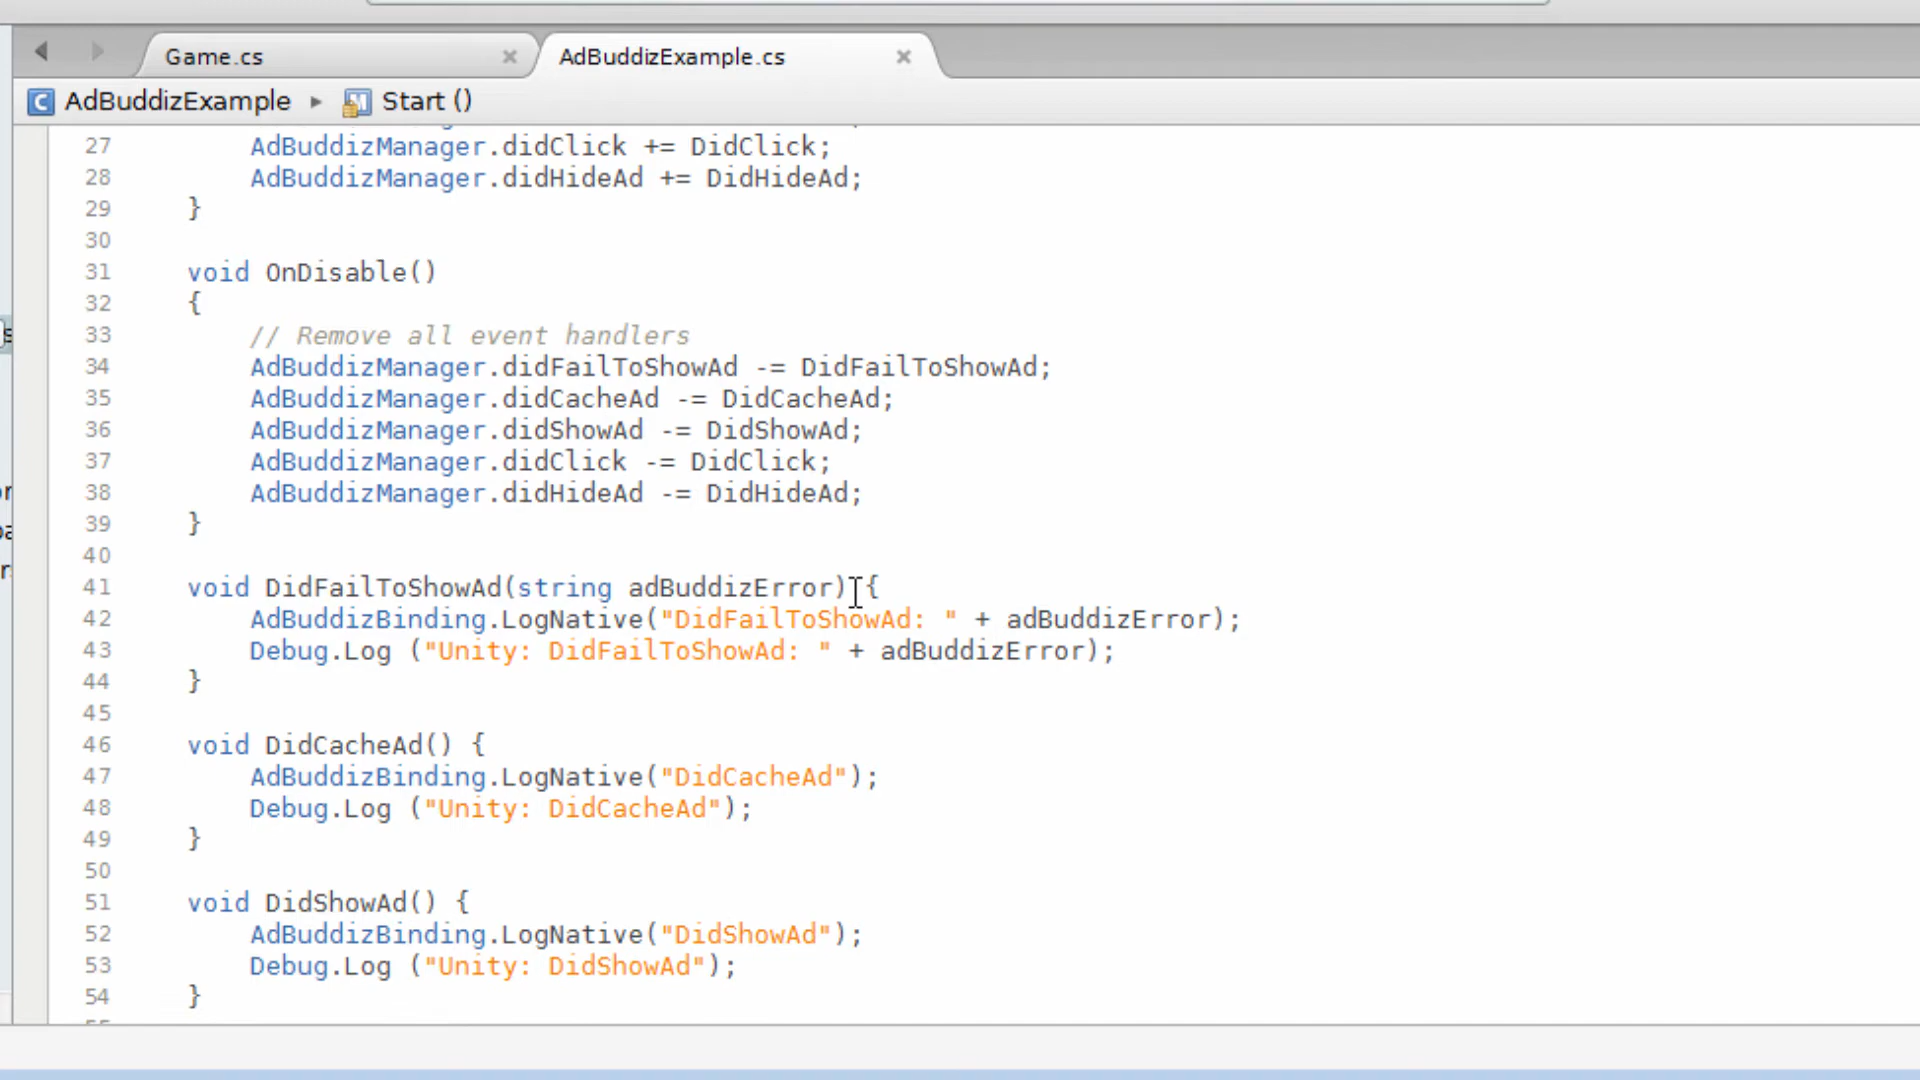 Game.cs
AdBuddizExample.cs
AdBuddizExample Start ()
27 AdBuddizManager.didClick += DidClick;
28 AdBuddizManager.didHideAd += DidHideAd;
29 }
30
31 void OnDisable()
32 {
33 // Remove all event handlers
34 AdBuddizManager.didFailToShowAd -= DidFailToShowAd;
35 AdBuddizManager.didCacheAd -= DidCacheAd;
36 AdBuddizManager.didShowAd -= DidShowAd;
37 AdBuddizManager.didClick -= DidClick;
38 AdBuddizManager.didHideAd -= DidHideAd;
39 }
40
41 void DidFailToShowAd(string adBuddizError) {
42 AdBuddizBinding.LogNative("DidFailToShowAd: " + adBuddizError);
43 Debug.Log ("Unity: DidFailToShowAd: " + adBuddizError);
44 }
45
46 void DidCacheAd() {
47 AdBuddizBinding.LogNative("DidCacheAd");
48 Debug.Log ("Unity: DidCacheAd");
49 }
50
51 void DidShowAd() {
52 AdBuddizBinding.LogNative("DidShowAd");
53 Debug.Log ("Unity: DidShowAd");
54 }